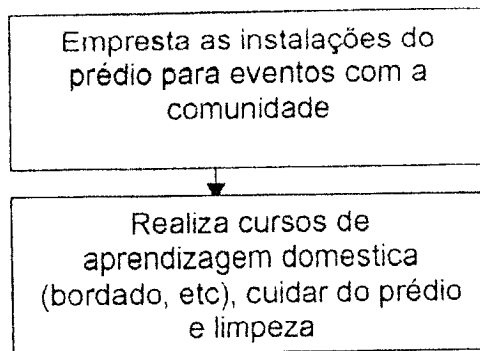 Empresta as instalações do
prédio para eventos com a
comunidade
Realiza cursos de
aprendizagem domestica
(bordado, etc), cuidar do prédio
e limpeza